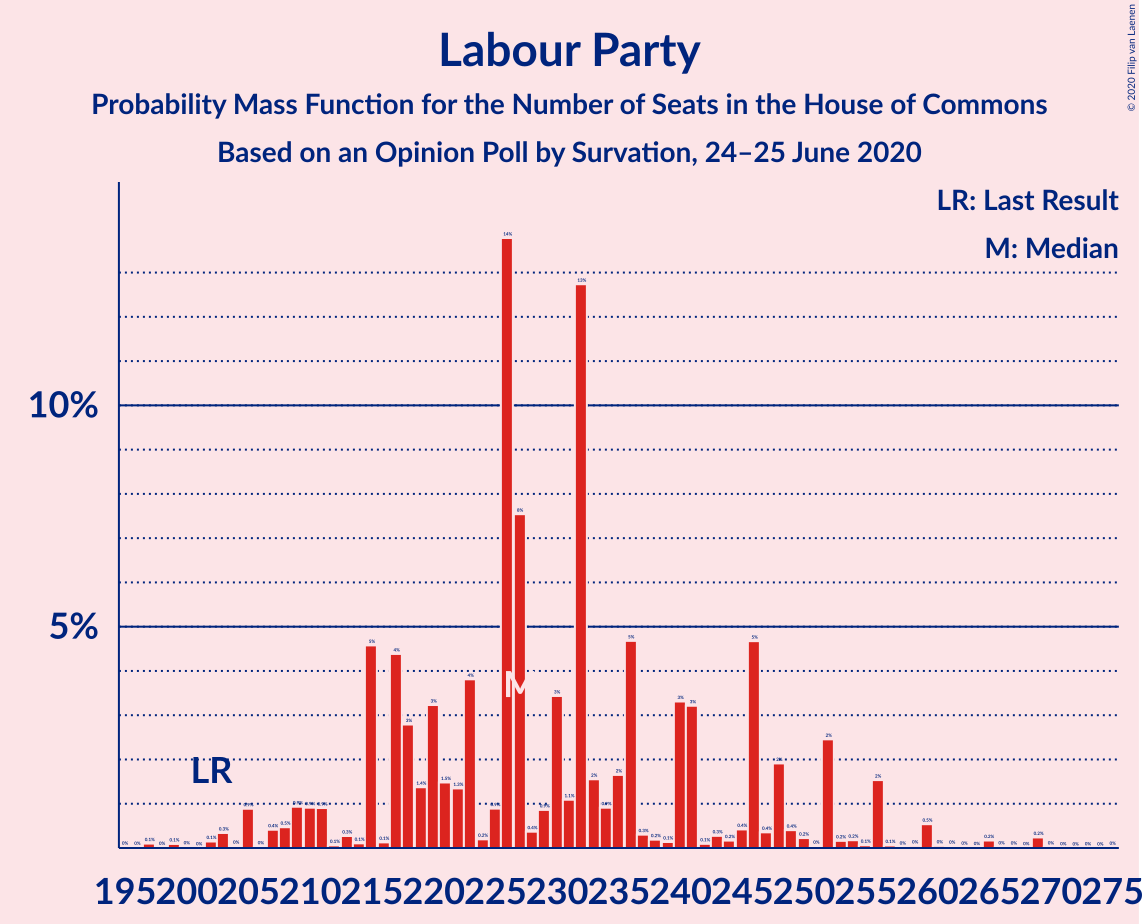 © 2020 Filip van Laenen
Labour Party
Probability Mass Function for the Number of Seats in the House of Commons
Based on an Opinion Poll by Survation, 24–25 June 2020
LR: Last Result
M: Median
10%
5%
LR
M
195 200 205 210 215 220 225 230 235 240 245 250 255 260 265 270 275